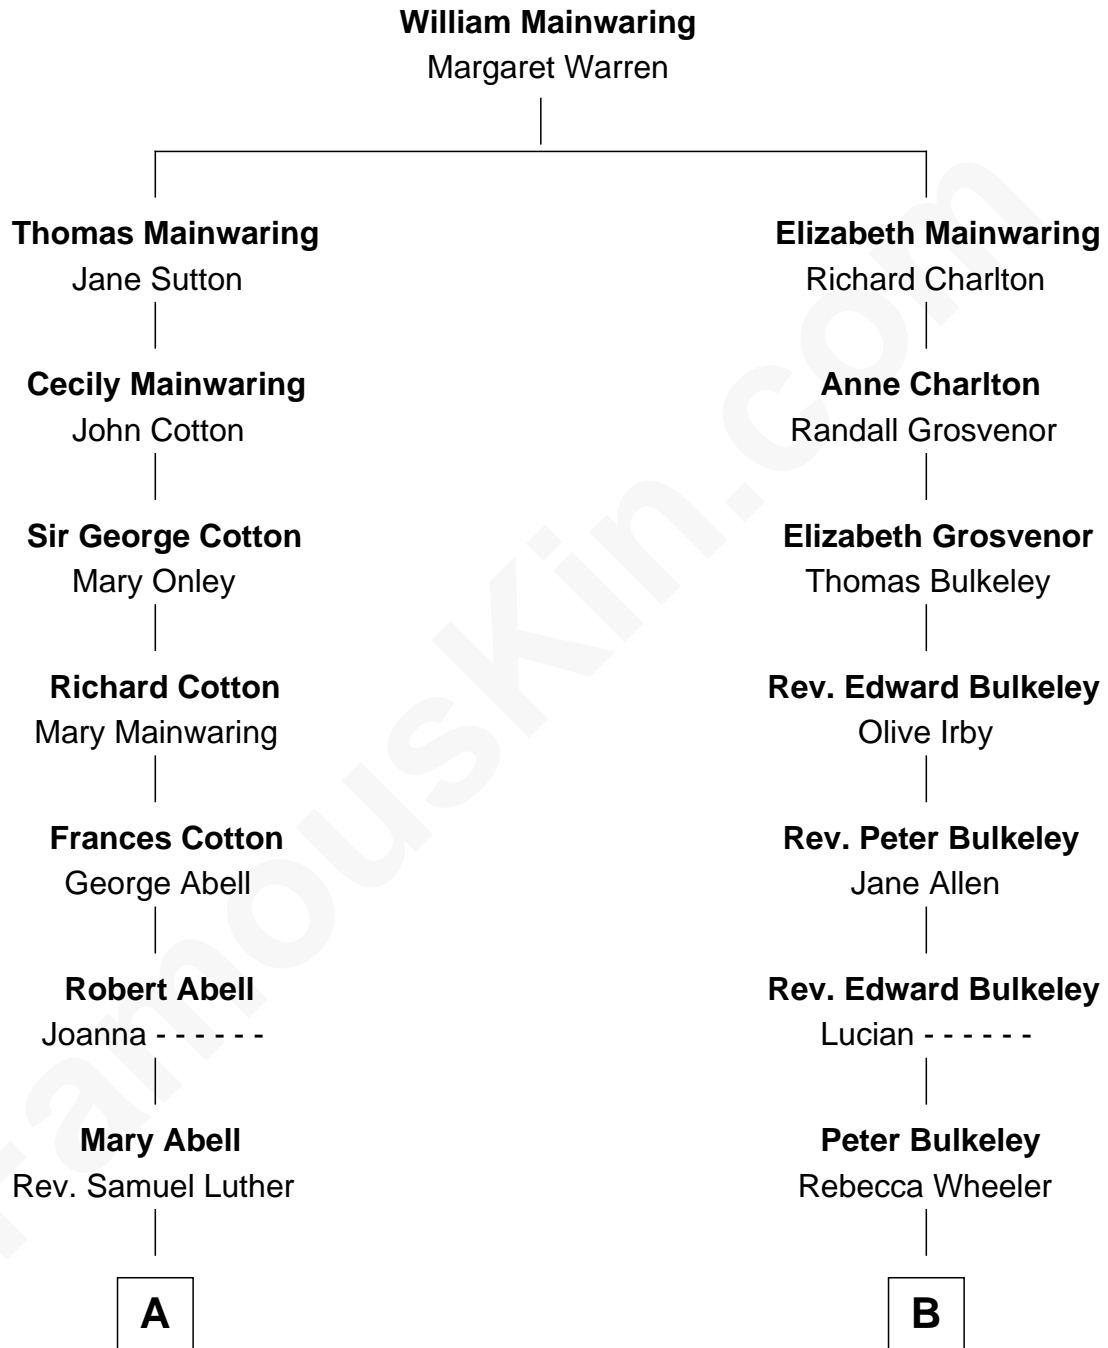 William Mainwaring
Margaret Warren
Thomas Mainwaring
Jane Sutton
Elizabeth Mainwaring
Richard Charlton
Cecily Mainwaring
John Cotton
Anne Charlton
Randall Grosvenor
Sir George Cotton
Mary Onley
Elizabeth Grosvenor
Thomas Bulkeley
Richard Cotton
Mary Mainwaring
Rev. Edward Bulkeley
Olive Irby
Frances Cotton
George Abell
Rev. Peter Bulkeley
Jane Allen
Robert Abell
Joanna - - - - - -
Rev. Edward Bulkeley
Lucian - - - - - -
Mary Abell
Rev. Samuel Luther
Peter Bulkeley
Rebecca Wheeler
A
B
FamousKin.com